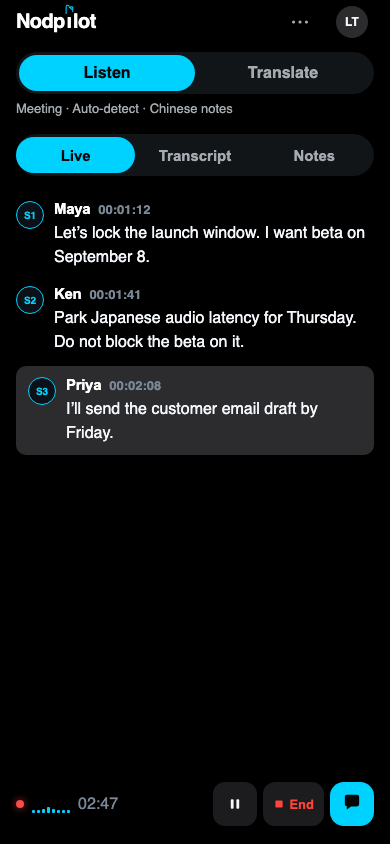 Nodpilot
LT
Listen
Translate
Meeting · Auto-detect · Chinese notes
Live
Transcript
Notes
S1
Maya 00:01:12
Let’s lock the launch window. I want beta on
September 8.
S2
Ken 00:01:41
Park Japanese audio latency for Thursday.
Do not block the beta on it.
S3
Priya 00:02:08
I’ll send the customer email draft by
Friday.
02:47
End